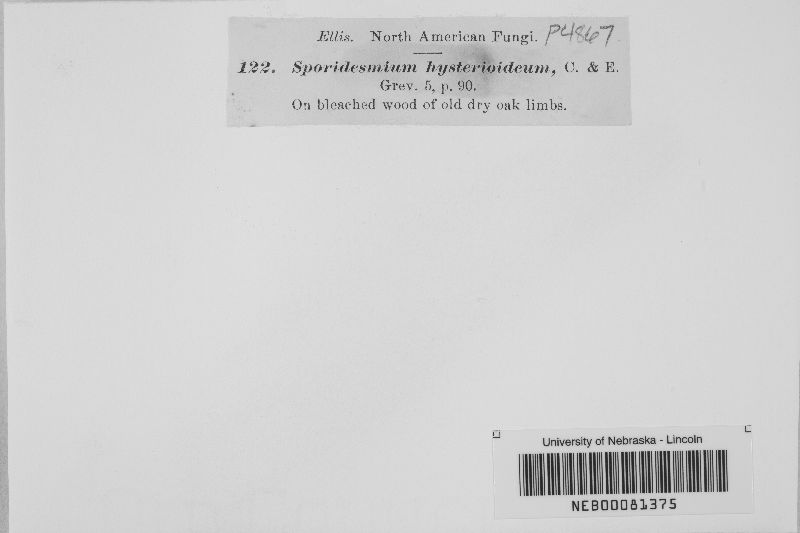 Ellis. North American Fungi. P4867
122. Sporidesmium hysterioideum, C. & E.
Grev. 5, p. 90.
On bleached wood of old dry oak limbs.
University of Nebraska - Lincoln
NEB00081375